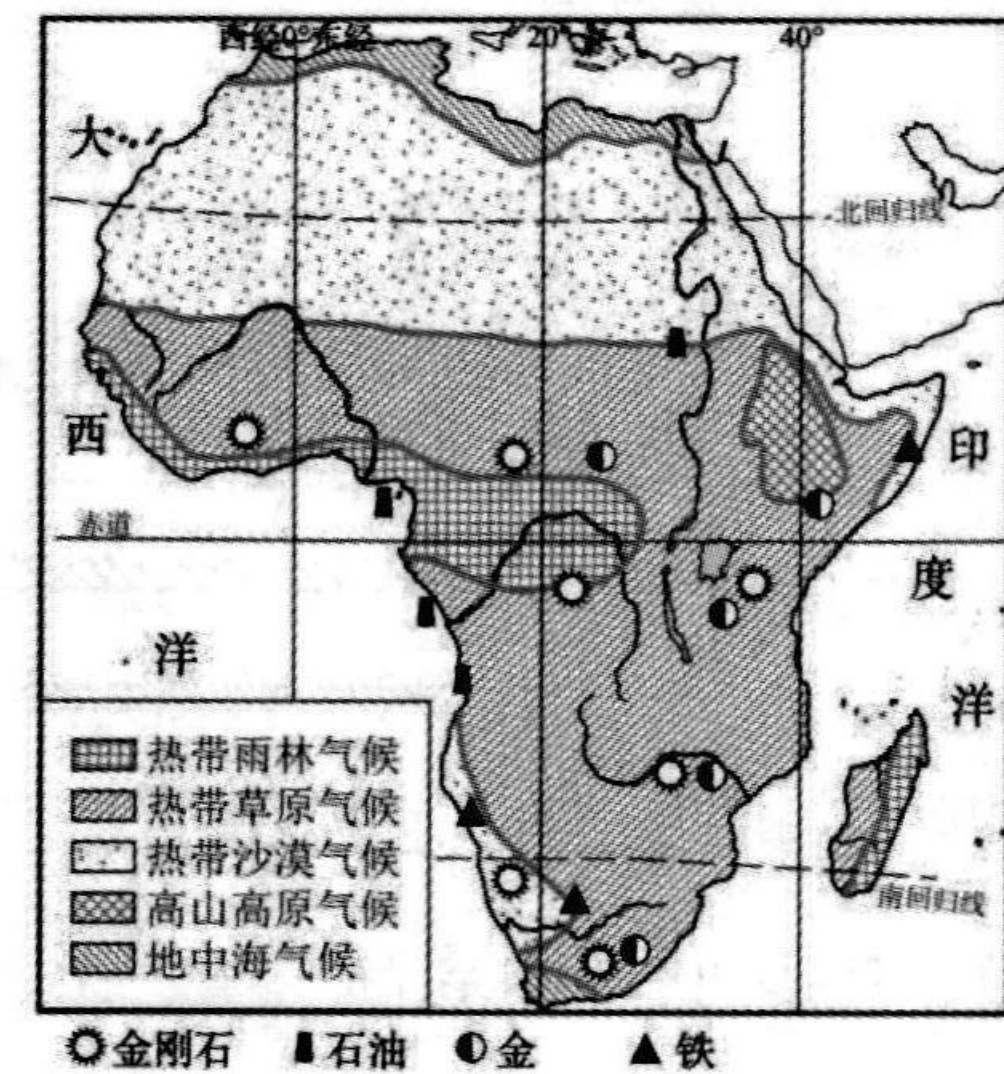 西经0°东经
20°
40°
大
北回归线
西
印
赤道
度
洋
洋
热带雨林气候
热带草原气候
热带沙漠气候
高山高原气候
地中海气候
南回归线
金刚石
石油
金
铁